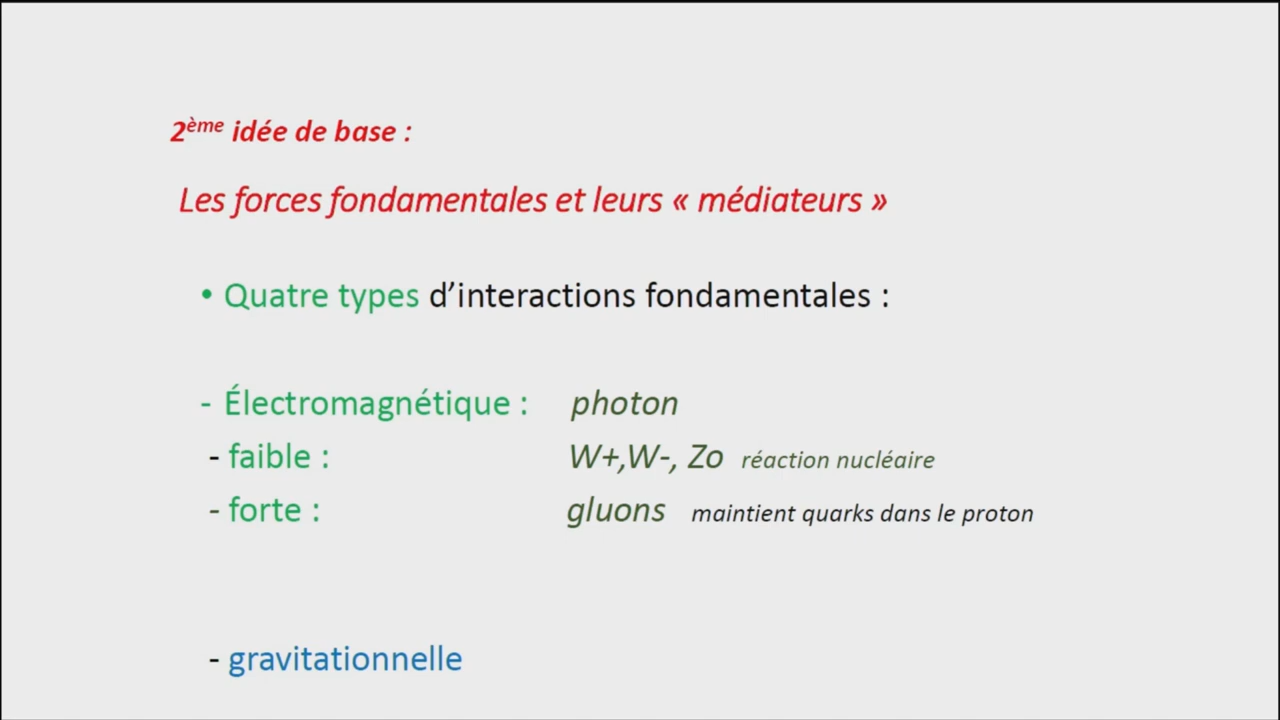 2ème idée de base :
Les forces fondamentales et leurs « médiateurs »
• Quatre types d’interactions fondamentales :
- Électromagnétique : photon
- faible : W+,W-, Zo réaction nucléaire
- forte : gluons maintient quarks dans le proton
- gravitationnelle